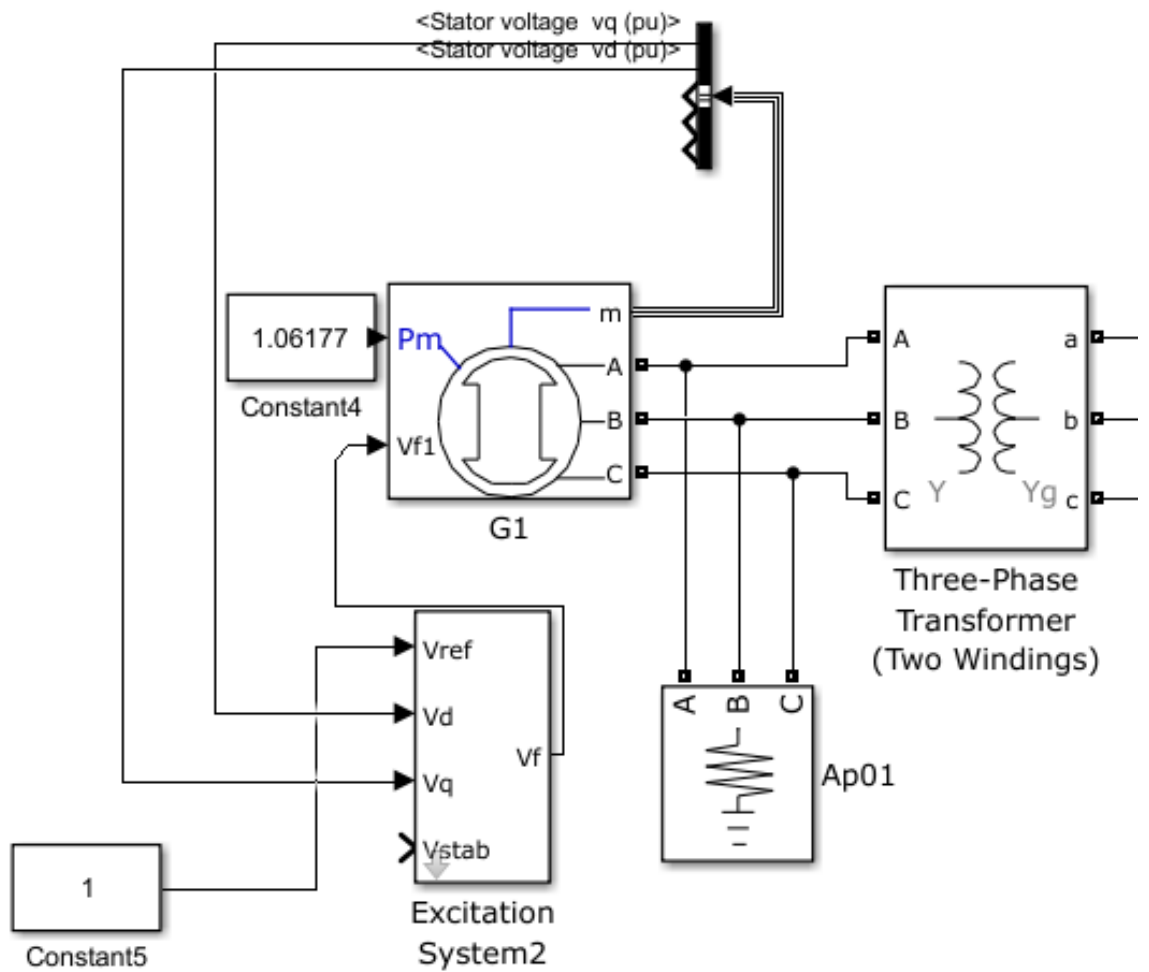 <Stator voltage vq (pu)>
<Stator voltage vd (pu)>
1.06177
Constant4
Pm
m
A
B
C
Vf1
G1
A
B
C
a
b
c
Y
Yg
Three-Phase
Transformer
(Two Windings)
Vref
Vd
Vq
Vstab
Vf
Excitation
System2
A
B
C
Ap01
1
Constant5